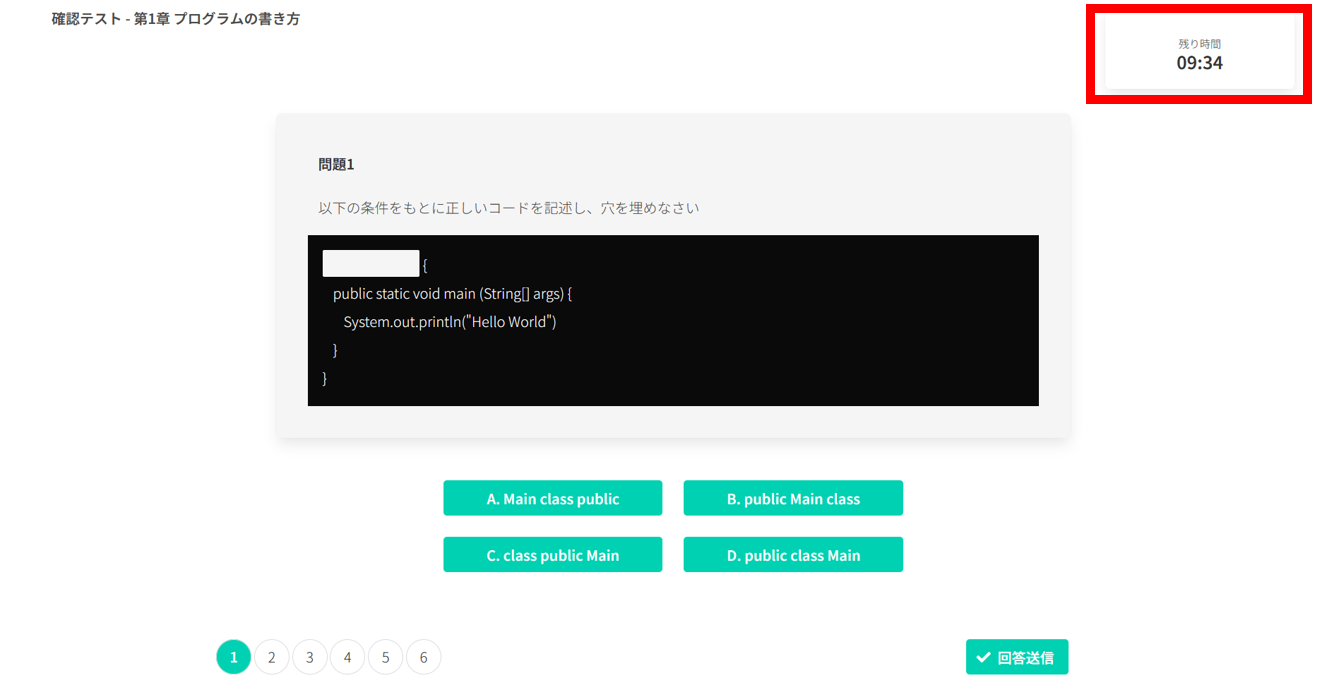 確認テスト - 第1章 プログラムの書き方
残り時間
09:34
問題1
以下の条件をもとに正しいコードを記述し、穴を埋めなさい
{
public static void main (String[] args) {
System.out.println("Hello World")
}
}
A. Main class public
B. public Main class
C. class public Main
D. public class Main
1 2 3 4 5 6
回答送信